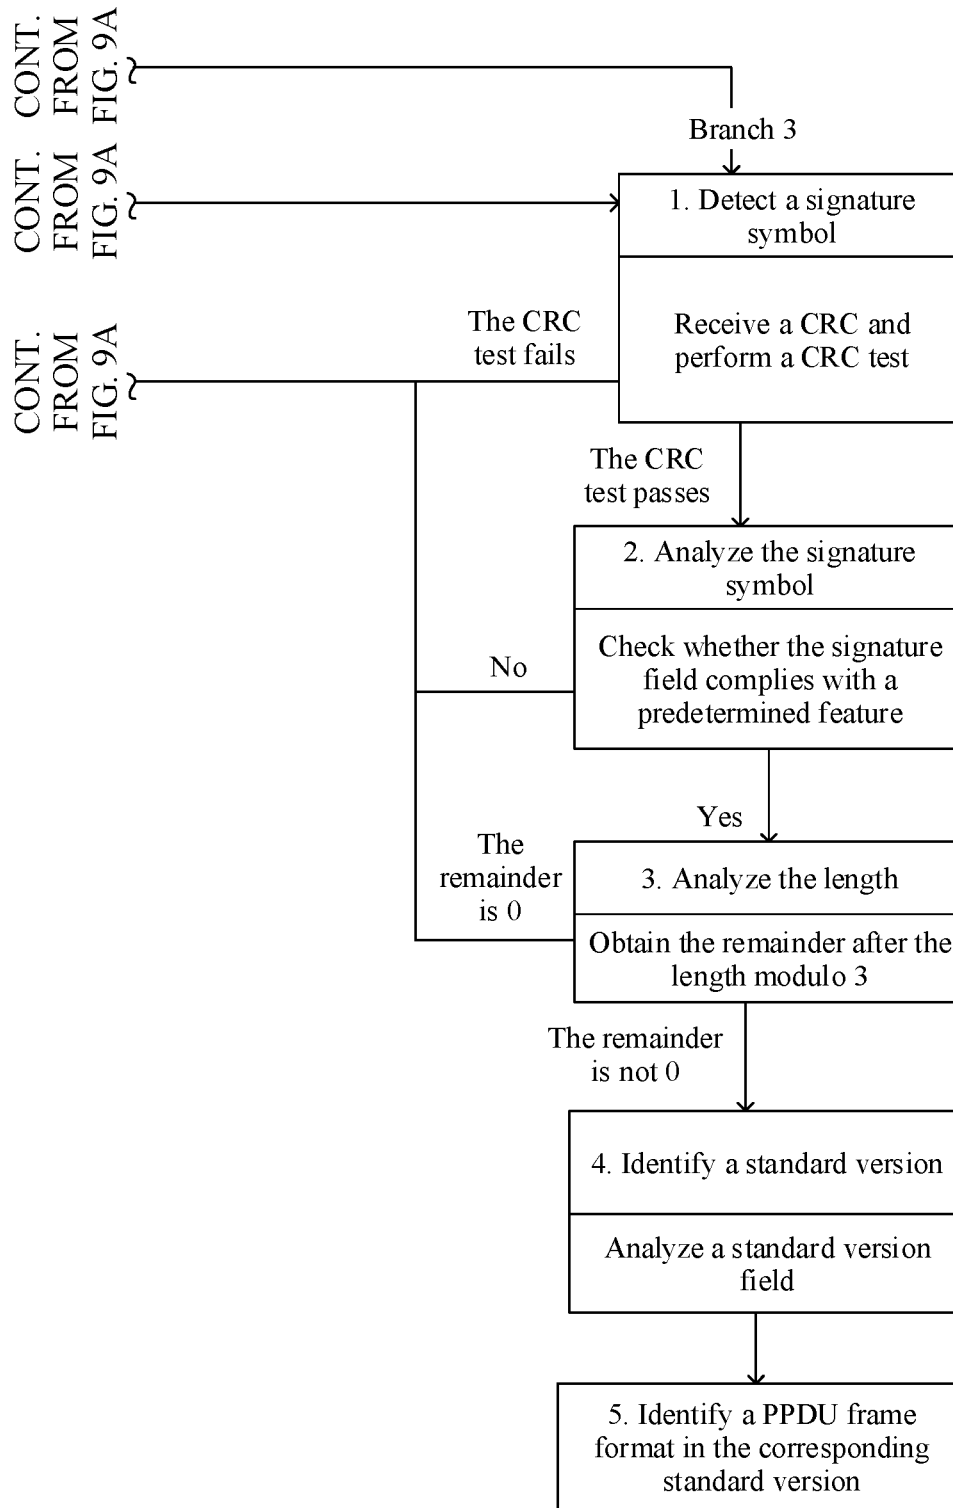 CONT.
FROM
FIG. 9A
Branch 3
CONT.
FROM
FIG. 9A
1. Detect a signature
symbol
Receive a CRC and
perform a CRC test
The CRC
test fails
CONT.
FROM
FIG. 9A
The CRC
test passes
2. Analyze the signature
symbol
Check whether the signature
field complies with a
predetermined feature
No
Yes
3. Analyze the length
Obtain the remainder after the
length modulo 3
The
remainder
is 0
The remainder
is not 0
4. Identify a standard version
Analyze a standard version
field
5. Identify a PPDU frame
format in the corresponding
standard version